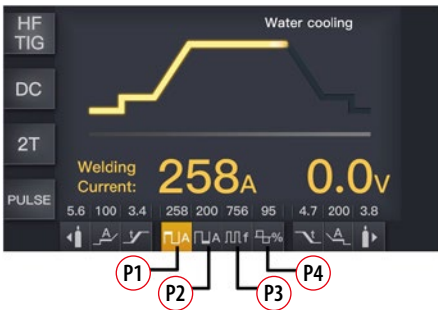 HF
TIG
Water cooling
DC
2T
Welding
Current:
258A
0.0V
PULSE
5.6 100 3.4 258 200 756 95 4.7 200 3.8
A t A A f % t A
P1 P2 P3 P4